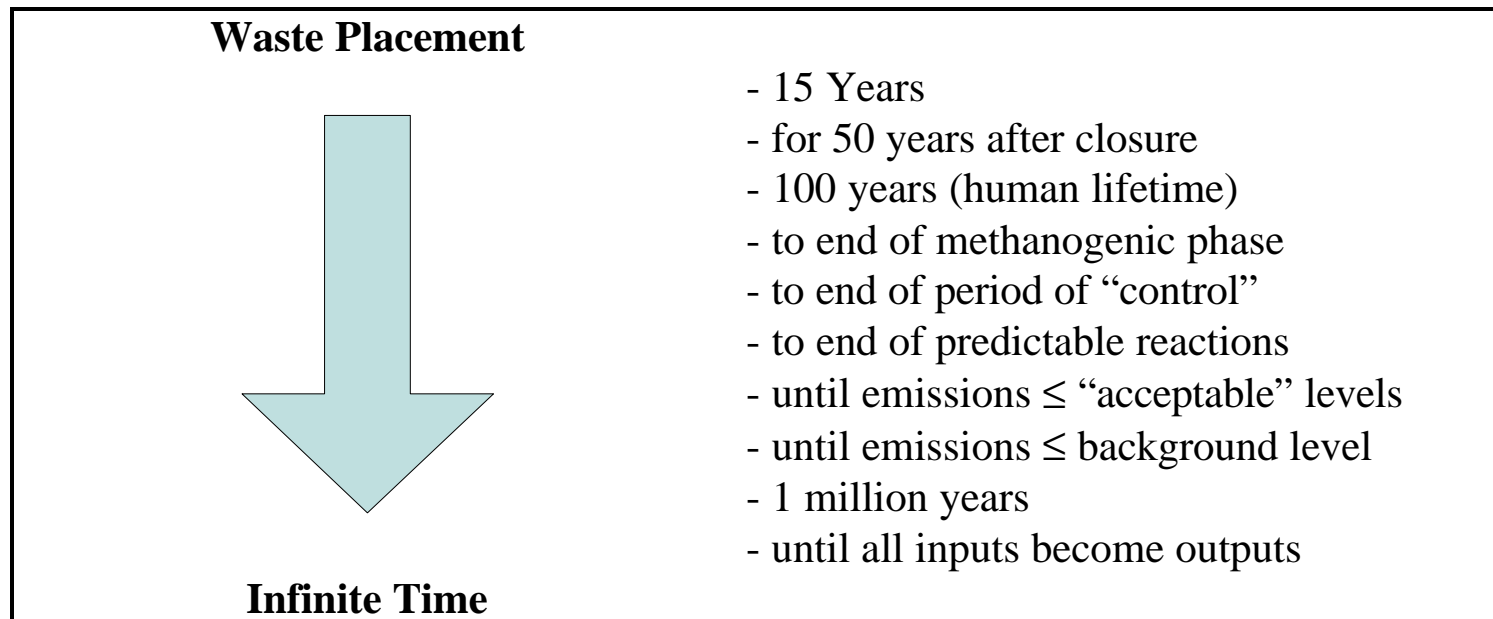 Waste Placement
- 15 Years
- for 50 years after closure
- 100 years (human lifetime)
- to end of methanogenic phase
- to end of period of “control”
- to end of predictable reactions
- until emissions ≤ “acceptable” levels
- until emissions ≤ background level
- 1 million years
- until all inputs become outputs
Infinite Time